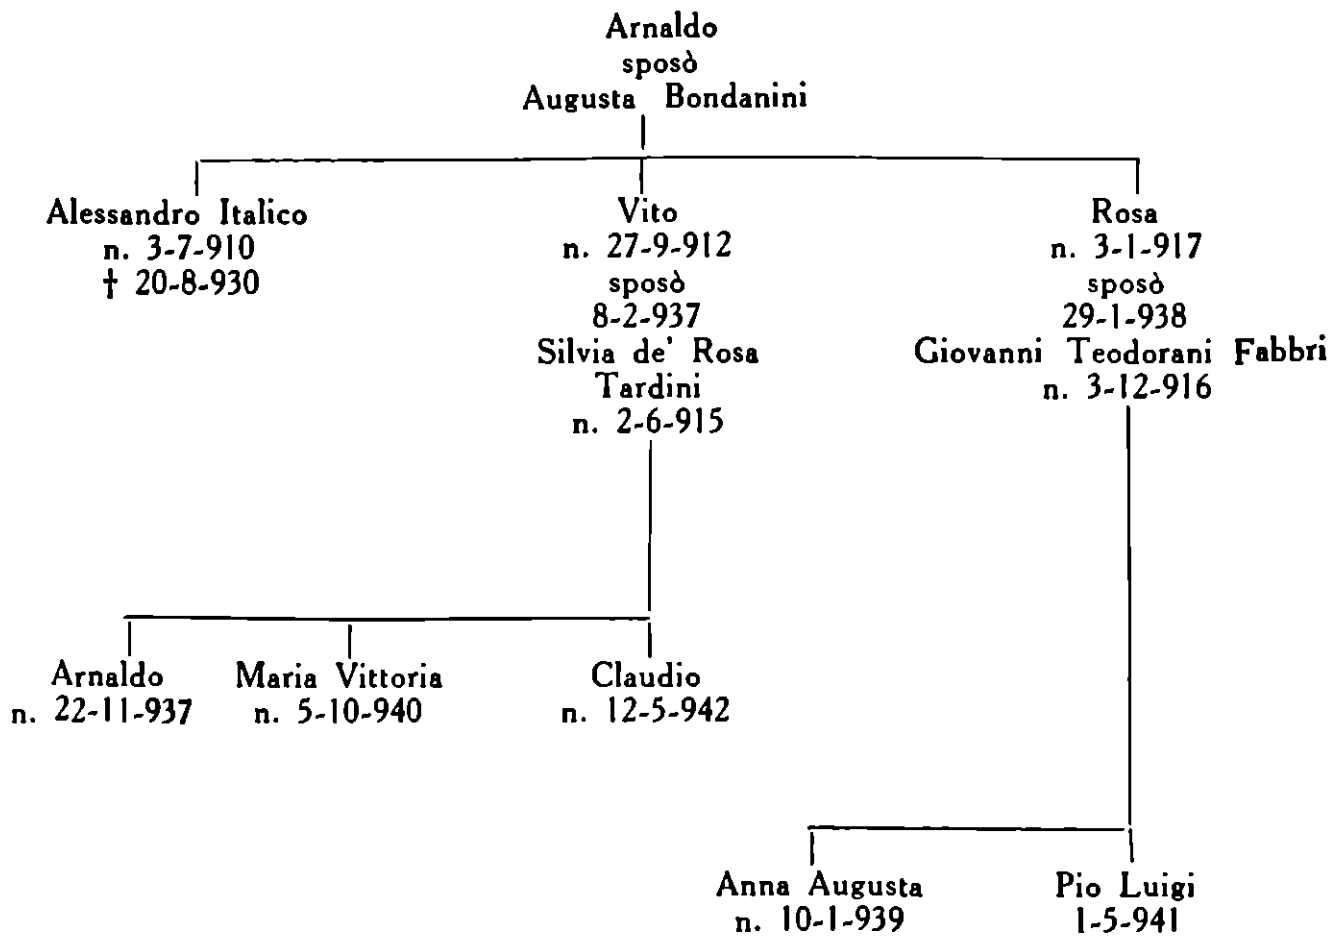 Arnaldo
sposò
Augusta Bondanini
Alessandro Italico
n. 3-7-910
† 20-8-930
Vito
n. 27-9-912
sposò
8-2-937
Silvia de' Rosa
Tardini
n. 2-6-915
Rosa
n. 3-1-917
sposò
29-1-938
Giovanni Teodorani Fabbri
n. 3-12-916
Arnaldo
n. 22-11-937
Maria Vittoria
n. 5-10-940
Claudio
n. 12-5-942
Anna Augusta
n. 10-1-939
Pio Luigi
1-5-941